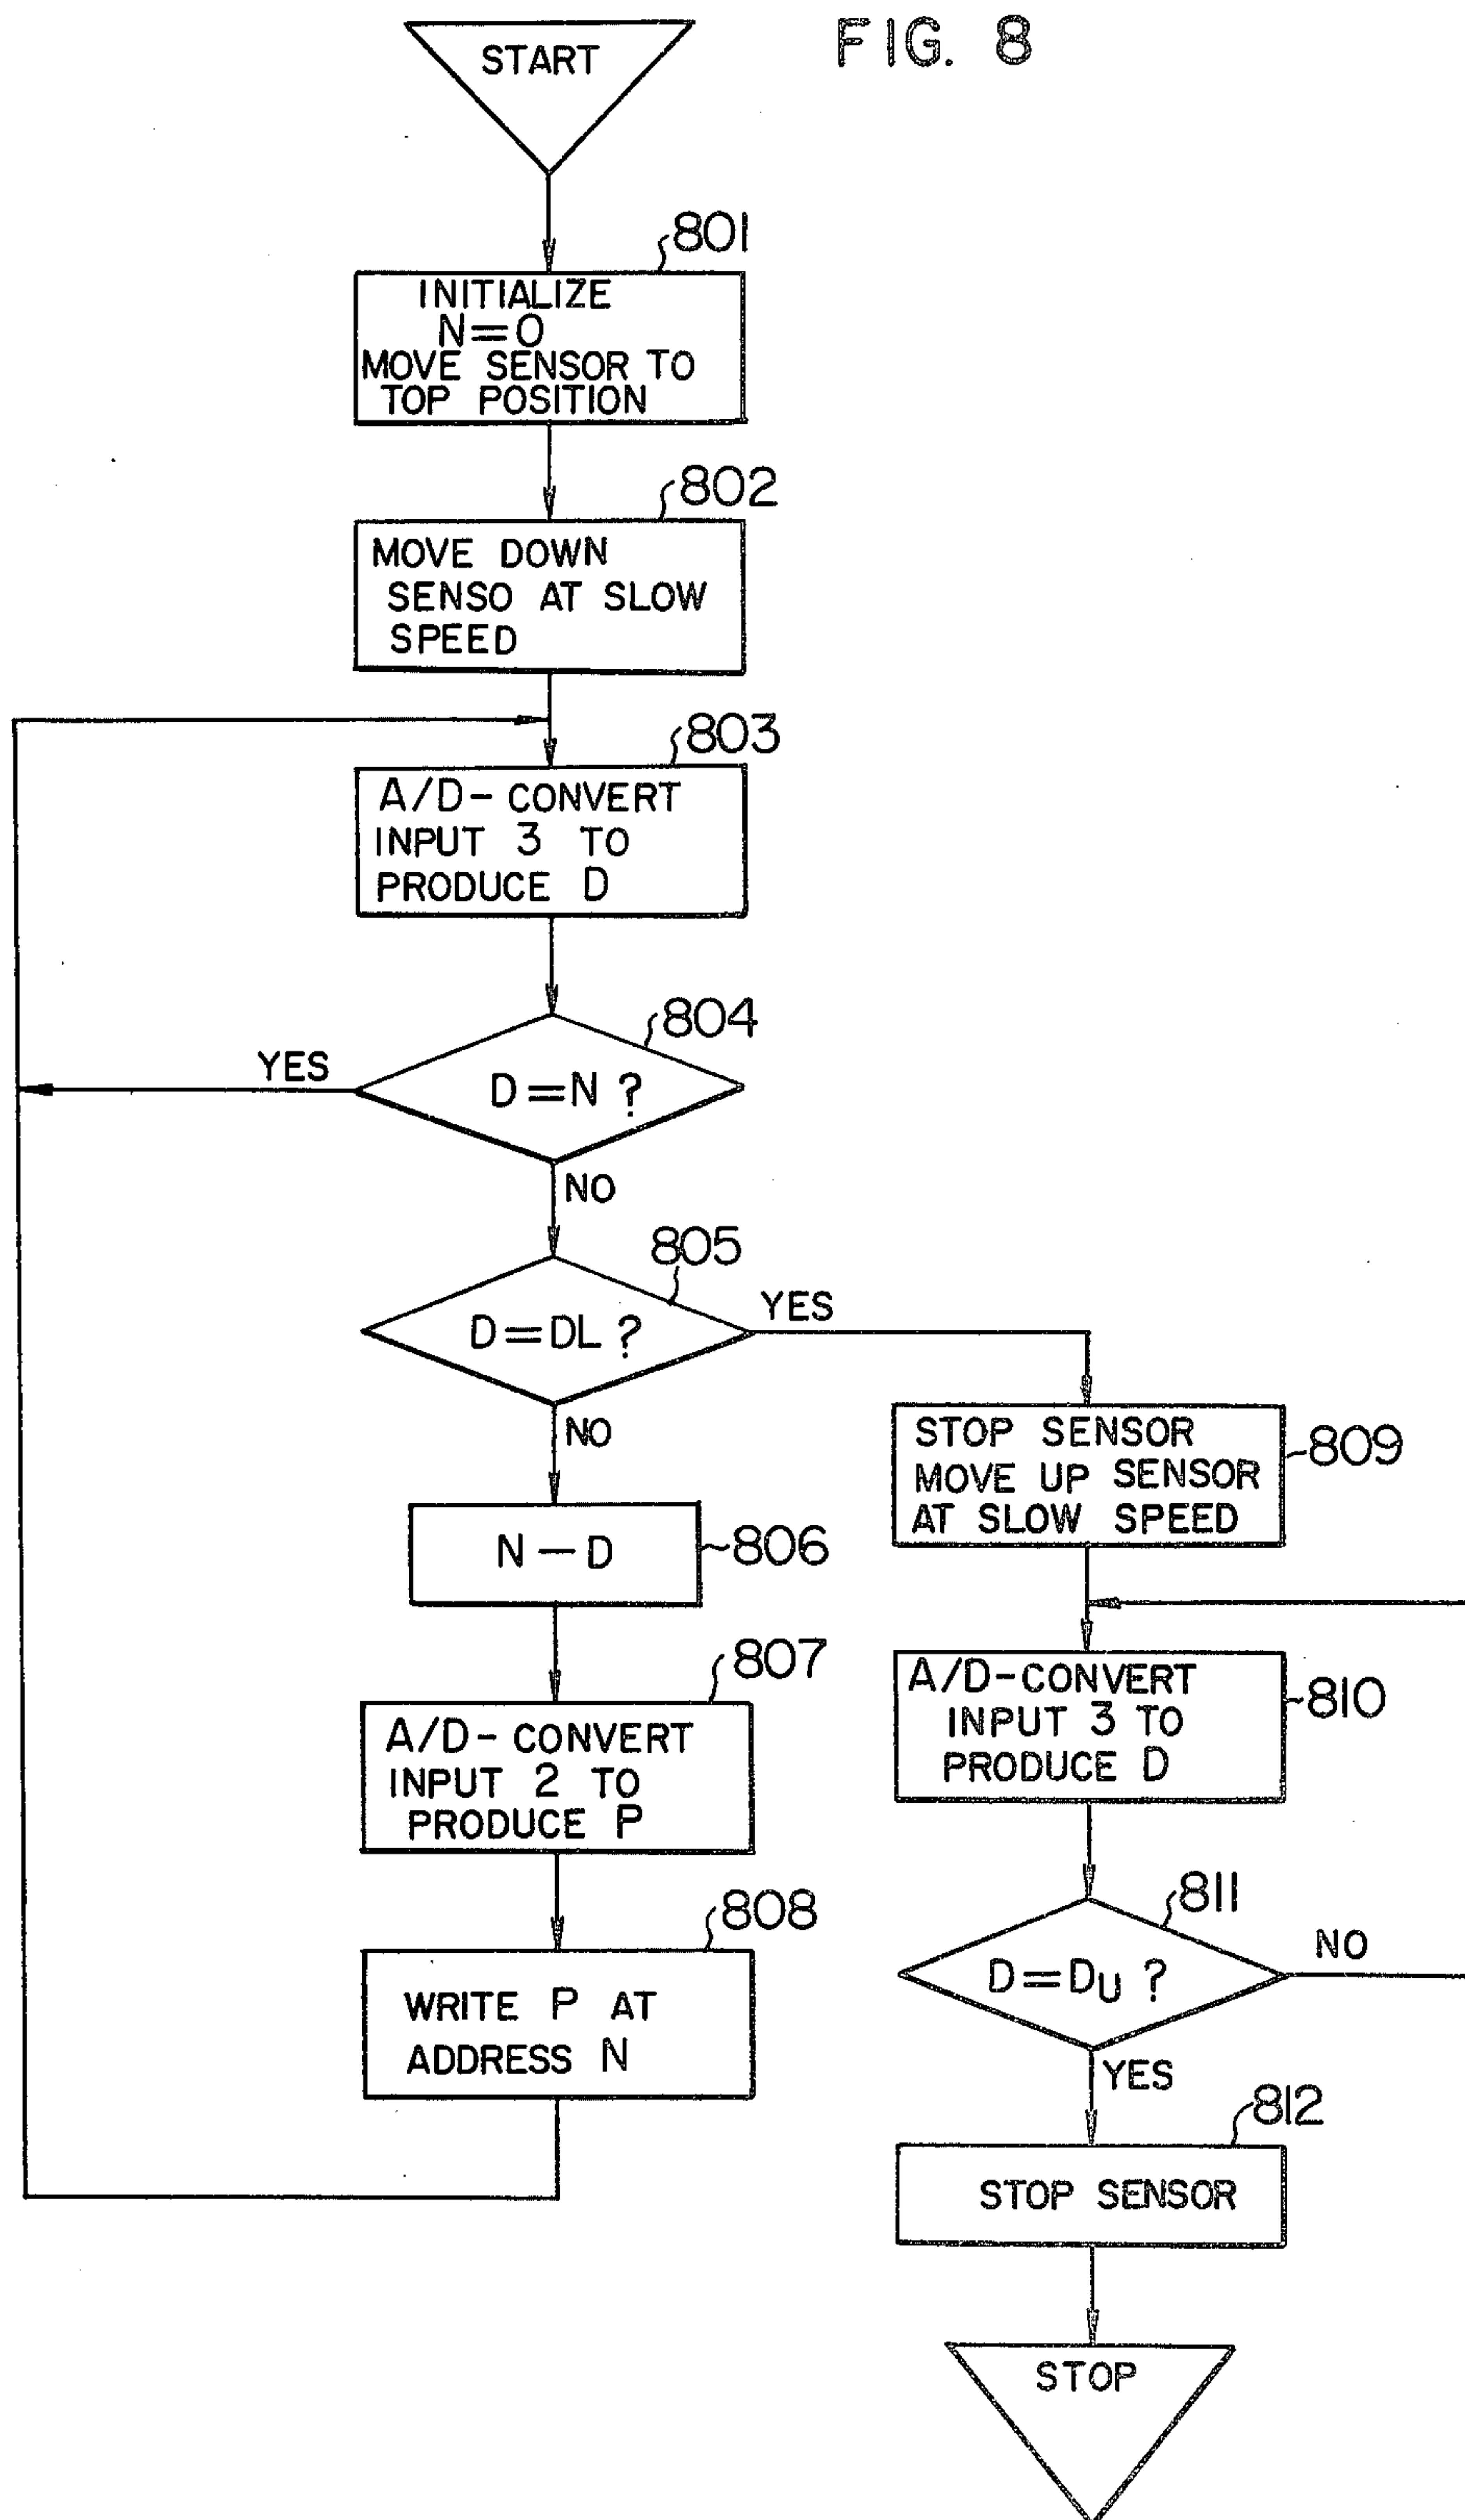 FIG. 8
START
801
INITIALIZE
N=0
MOVE SENSOR TO
TOP POSITION
802
MOVE DOWN
SENSO AT SLOW
SPEED
803
A/D-CONVERT
INPUT 3 TO
PRODUCE D
804
YES
D=N ?
NO
805
D=DL ?
YES
NO
N-D
806
807
A/D-CONVERT
INPUT 2 TO
PRODUCE P
808
WRITE P AT
ADDRESS N
STOP SENSOR
MOVE UP SENSOR
AT SLOW SPEED
809
A/D-CONVERT
INPUT 3 TO
PRODUCE D
810
811
D=DU ?
NO
YES
812
STOP SENSOR
STOP